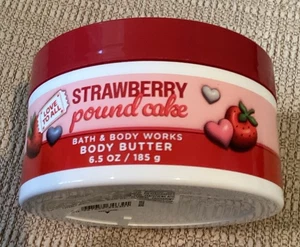 LOVE
TO ALL
STRAWBERRY
pound cake
BATH & BODY WORKS
BODY BUTTER
6.5 OZ / 185 g